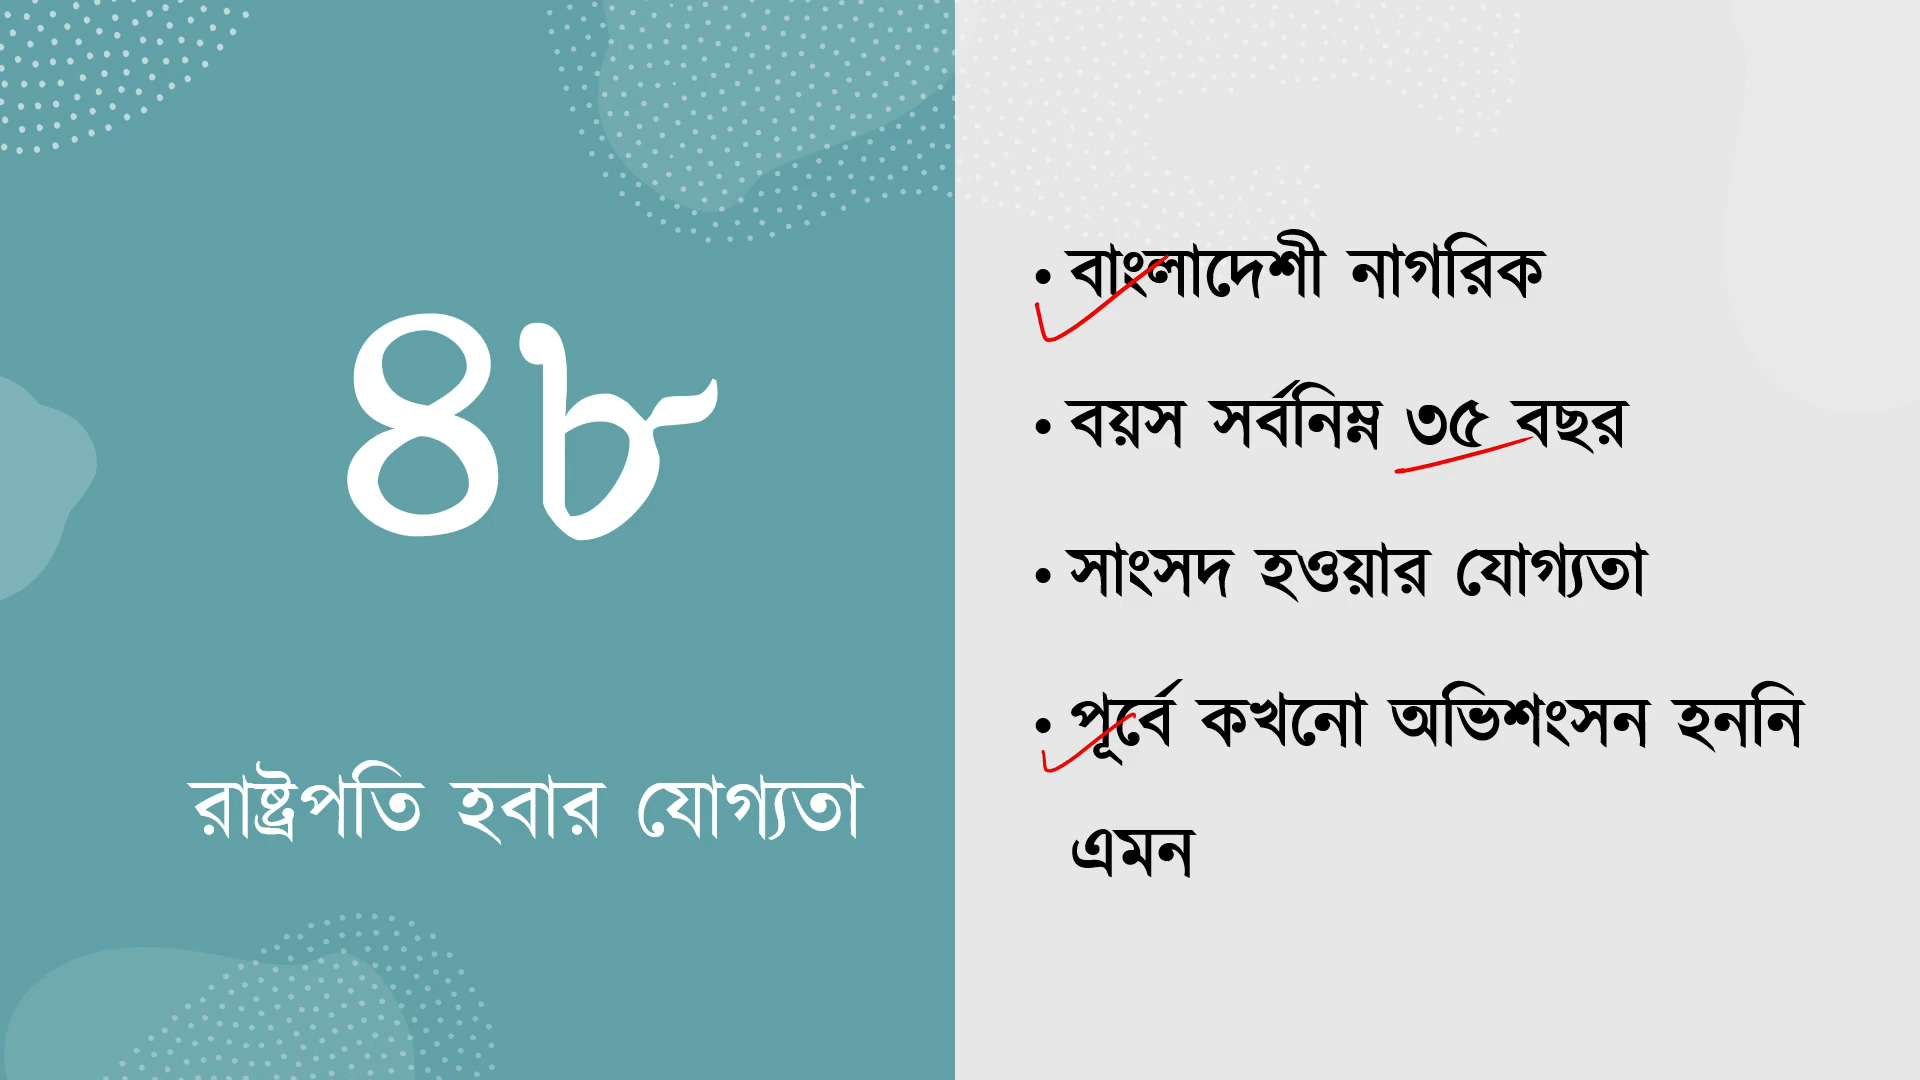 ৪৮
রাষ্ট্রপতি হবার যোগ্যতা
• বাংলাদেশী নাগরিক
• বয়স সর্বনিম্ন ৩৫ বছর
• সাংসদ হওয়ার যোগ্যতা
• পূর্বে কখনো অভিশংসন হননি
এমন